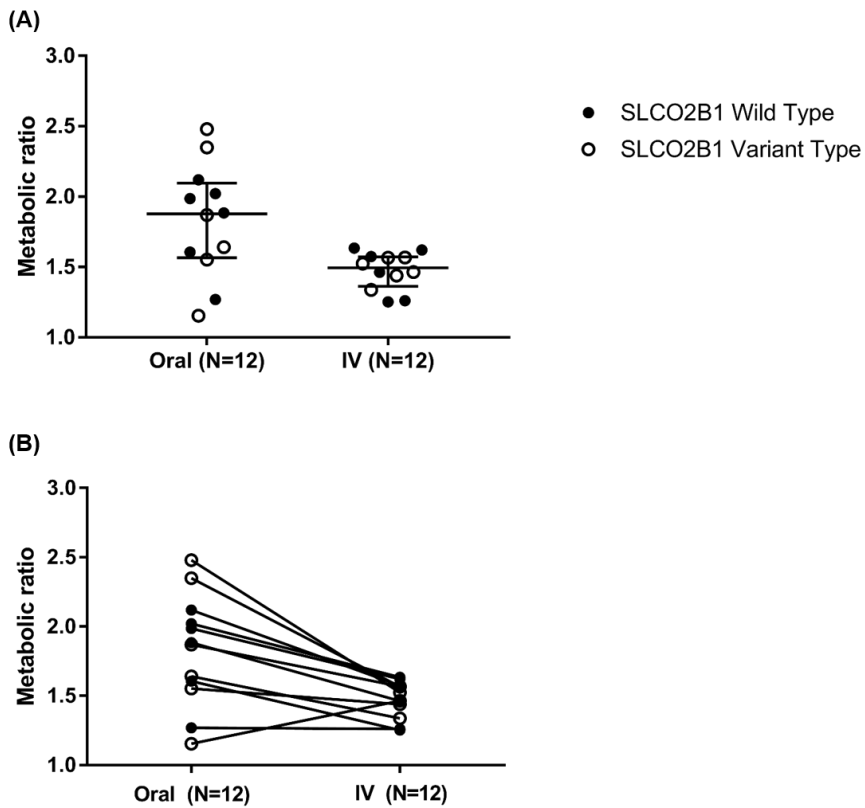 (A)
3.0
2.5
2.0
1.5
1.0
Metabolic ratio
Oral (N=12)
IV (N=12)
SLCO2B1 Wild Type
SLCO2B1 Variant Type
(B)
3.0
2.5
2.0
1.5
1.0
Metabolic ratio
Oral (N=12)
IV (N=12)